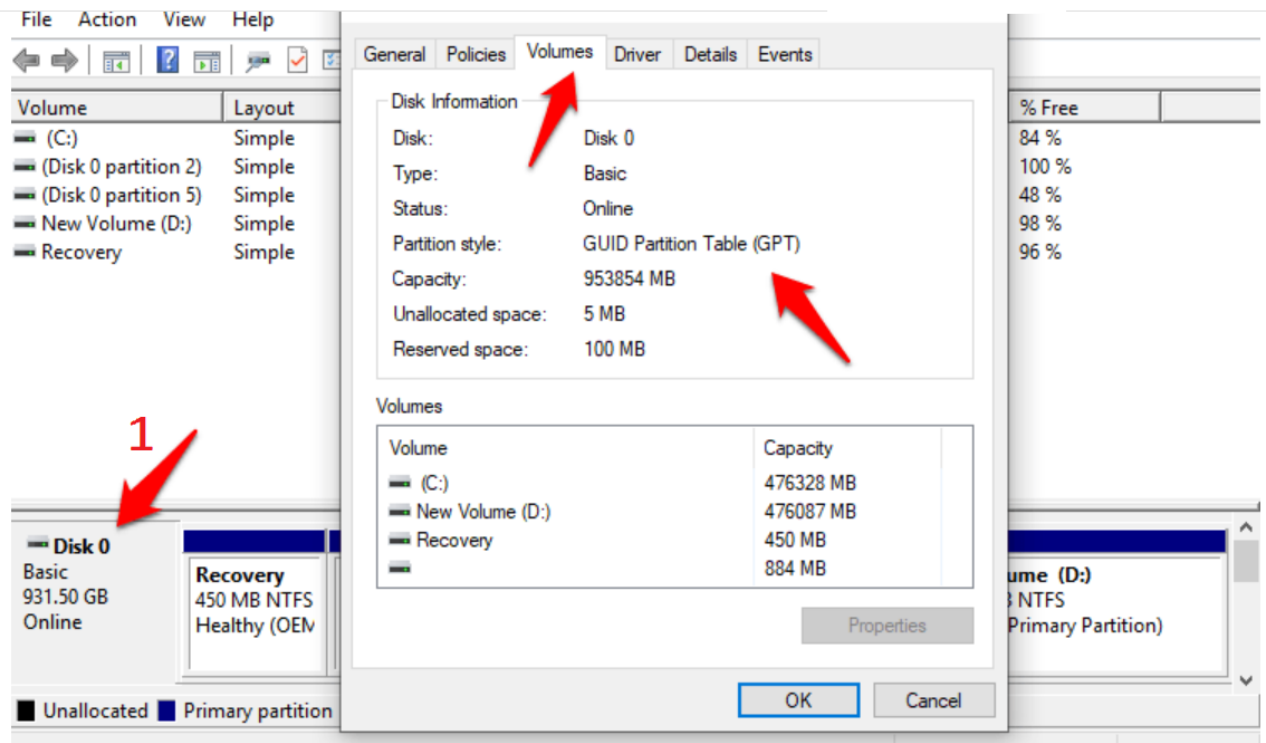 File Action View Help
General Policies Volumes Driver Details Events
Volume Layout % Free
(C:) Simple 84 %
(Disk 0 partition 2) Simple 100 %
(Disk 0 partition 5) Simple 48 %
New Volume (D:) Simple 98 %
Recovery Simple 96 %
Disk Information
Disk: Disk 0
Type: Basic
Status: Online
Partition style: GUID Partition Table (GPT)
Capacity: 953854 MB
Unallocated space: 5 MB
Reserved space: 100 MB
Volumes
Volume Capacity
(C:) 476328 MB
New Volume (D:) 476087 MB
Recovery 450 MB
884 MB
Properties
OK Cancel
1
Disk 0
Basic
931.50 GB
Online
Recovery
450 MB NTFS
Healthy (OEM
ume (D:)
NTFS
Primary Partition)
Unallocated Primary partition